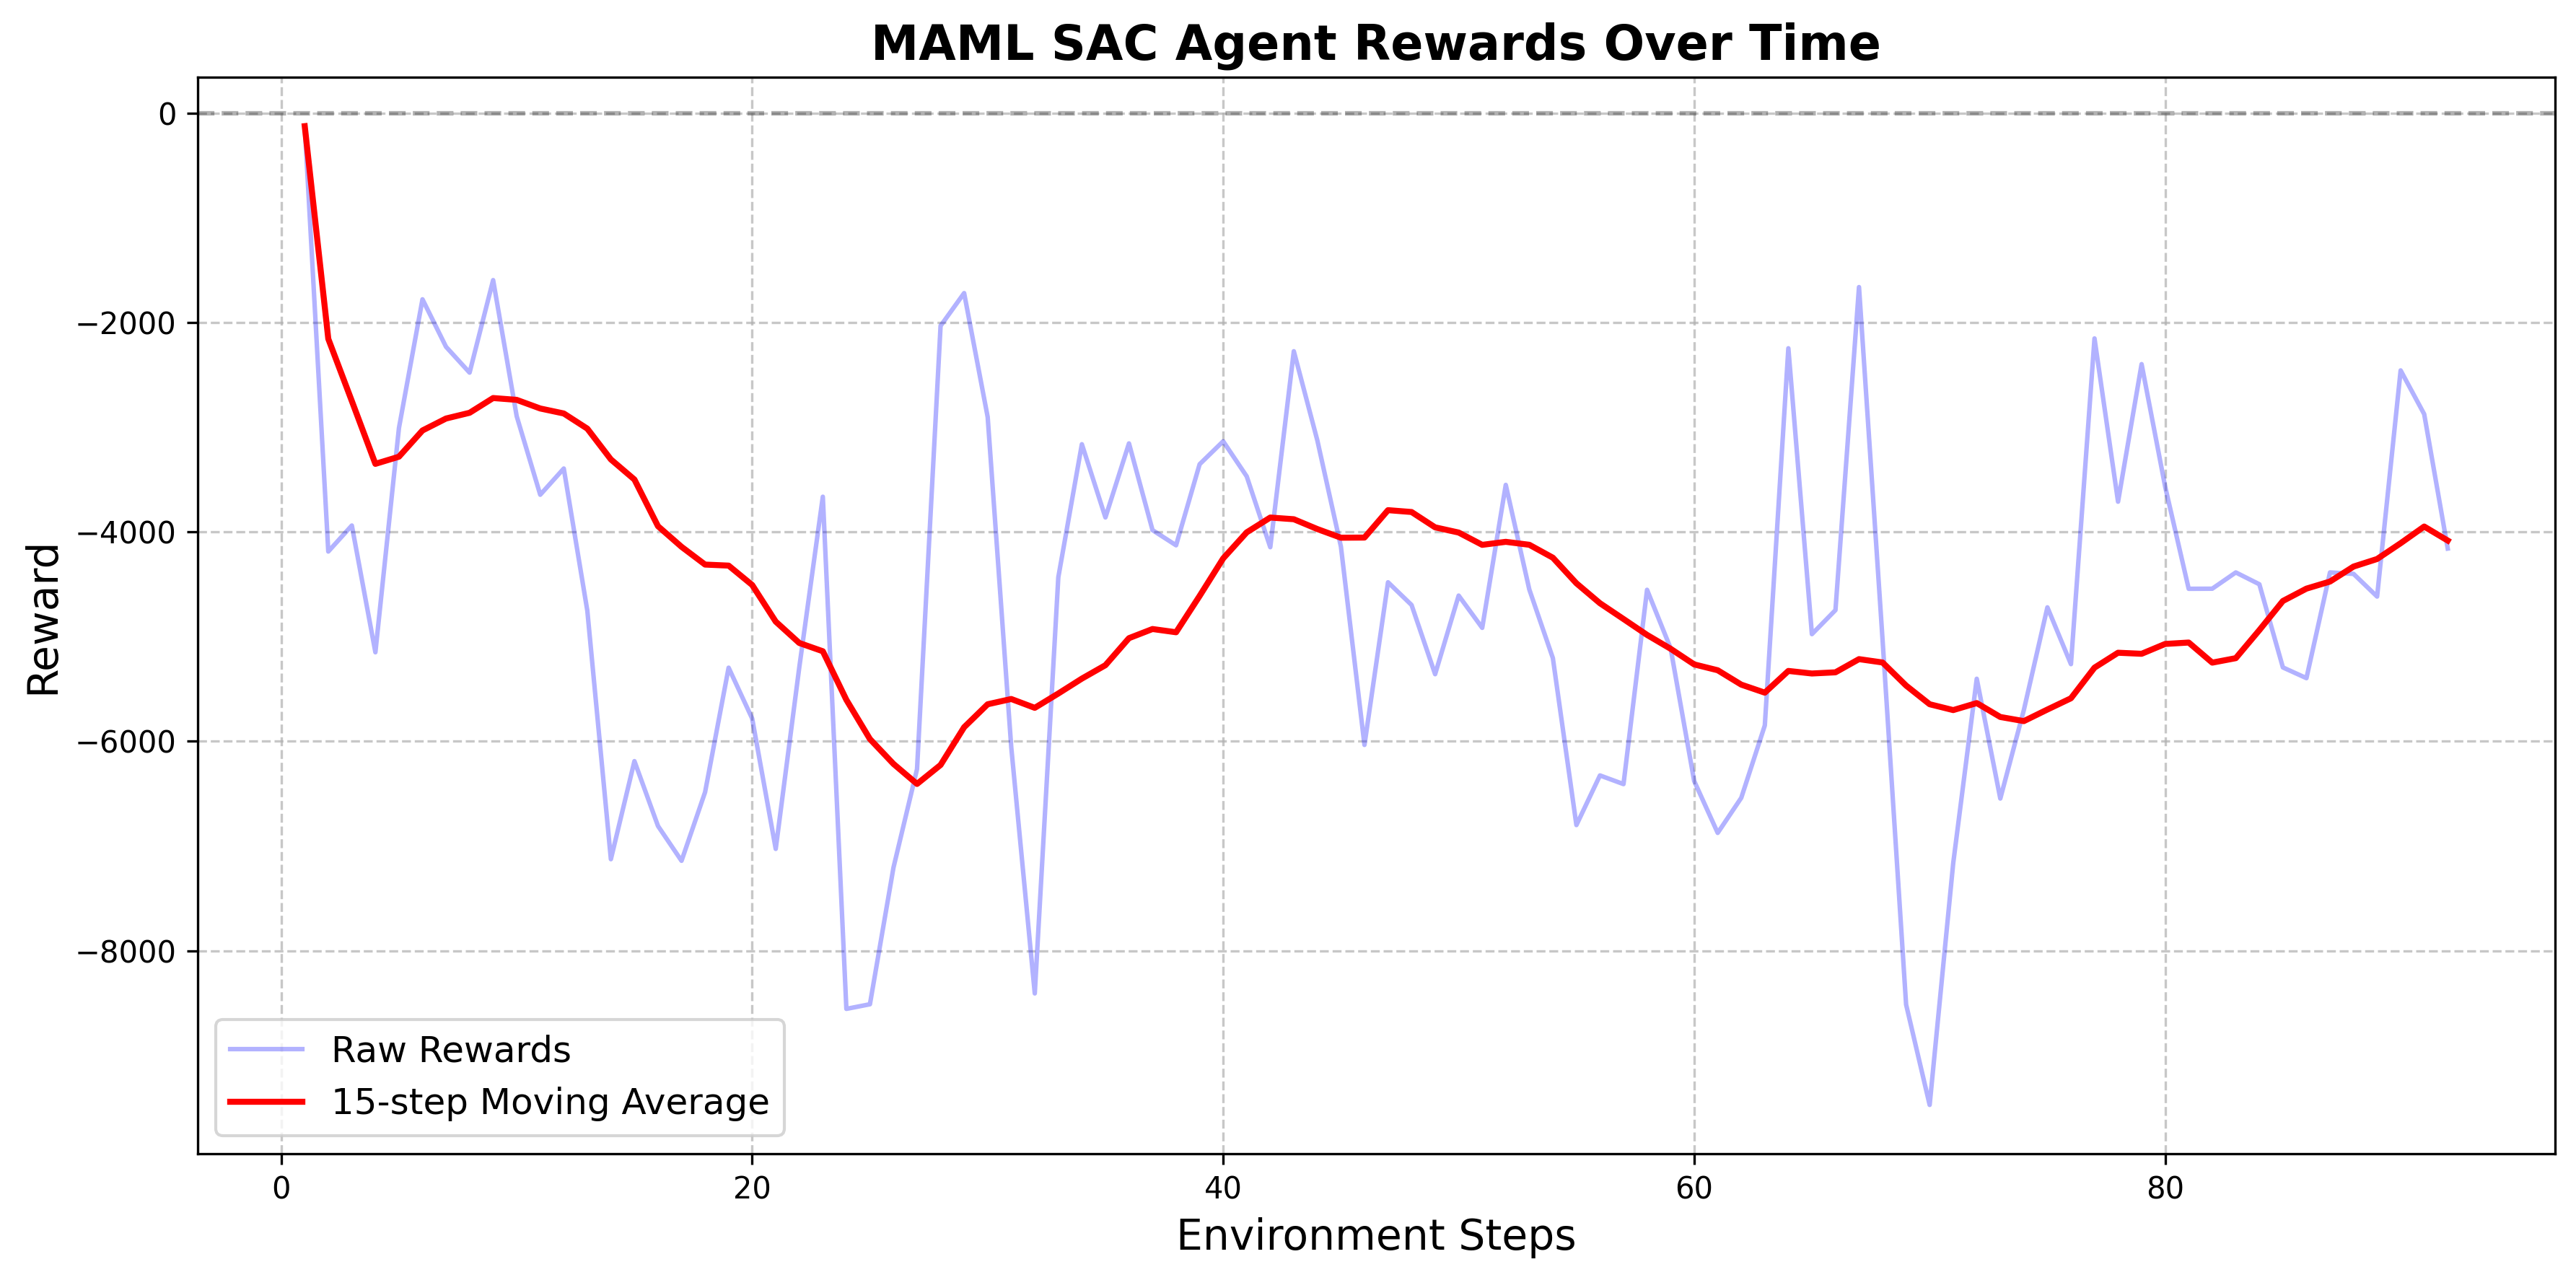 MAML SAC Agent Rewards Over Time
0
−2000
−4000
−6000
−8000
Reward
Raw Rewards
15-step Moving Average
0 20 40 60 80
Environment Steps